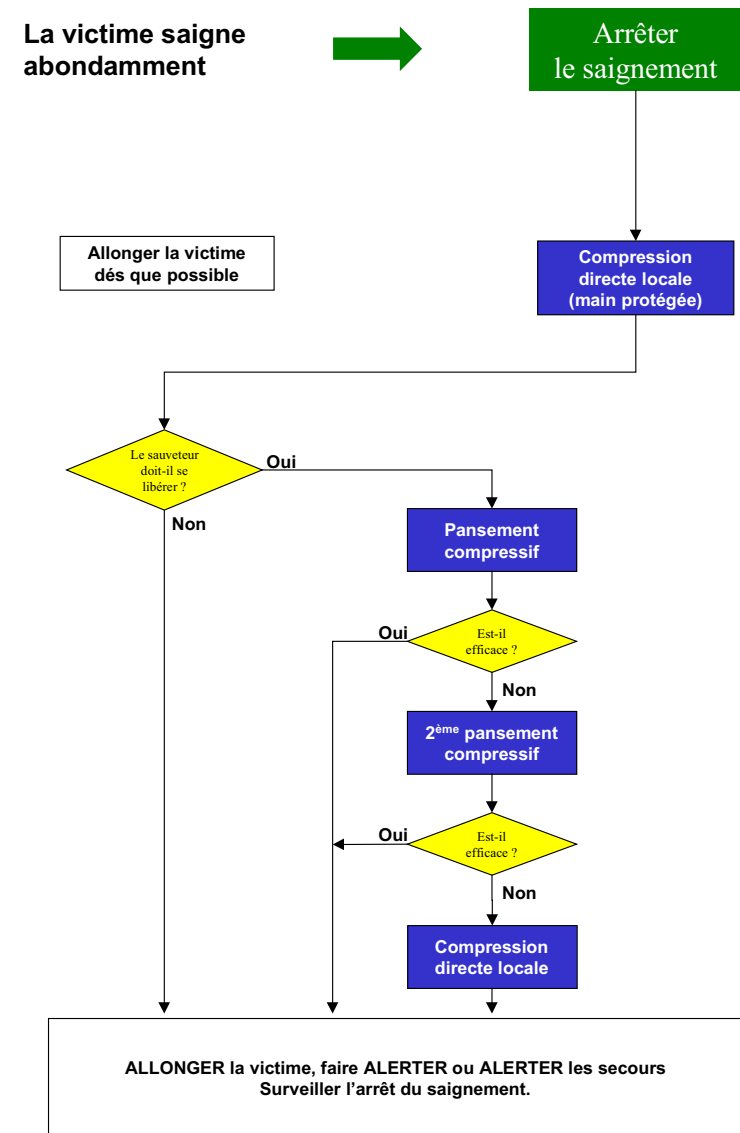 La victime saigne
abondamment
Arrêter
le saignement
Allonger la victime
dés que possible
Compression
directe locale
(main protégée)
Le sauveteur
doit-il se
libérer ?
Oui
Non
Pansement
compressif
Oui
Est-il
efficace ?
Non
2ème pansement
compressif
Oui
Est-il
efficace ?
Non
Compression
directe locale
ALLONGER la victime, faire ALERTER ou ALERTER les secours
Surveiller l’arrêt du saignement.